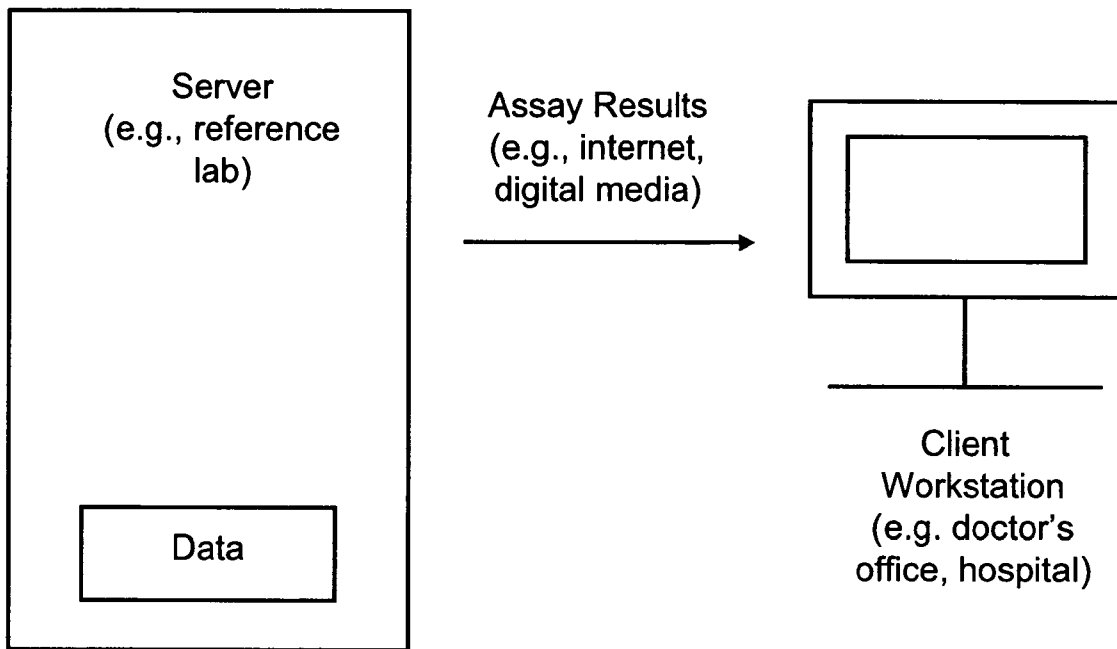 Server
(e.g., reference
lab)
Data
Assay Results
(e.g., internet,
digital media)
Client
Workstation
(e.g. doctor's
office, hospital)